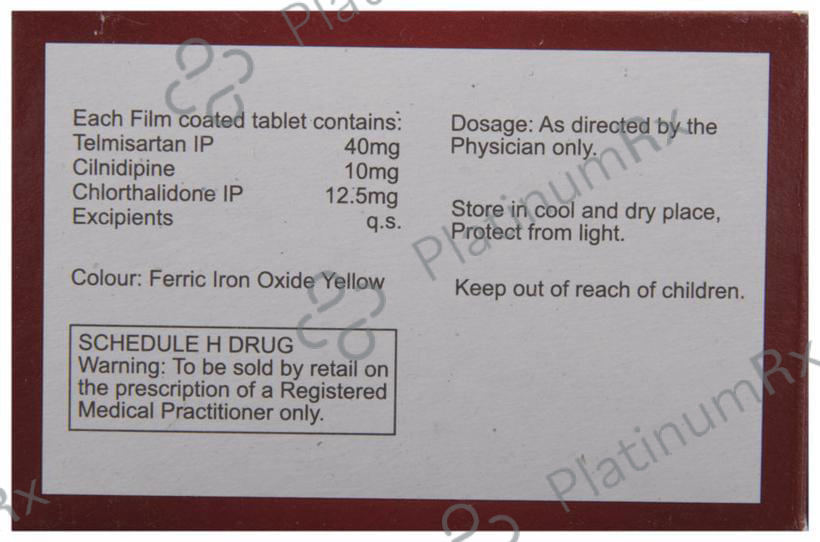 Each Film coated tablet contains:
Telmisartan IP 40mg
Cilnidipine 10mg
Chlorthalidone IP 12.5mg
Excipients q.s.
Colour: Ferric Iron Oxide Yellow
SCHEDULE H DRUG
Warning: To be sold by retail on
the prescription of a Registered
Medical Practitioner only.
Dosage: As directed by the
Physician only.
Store in cool and dry place,
Protect from light.
Keep out of reach of children.
PlatinumRx
PlatinumRx
Rx